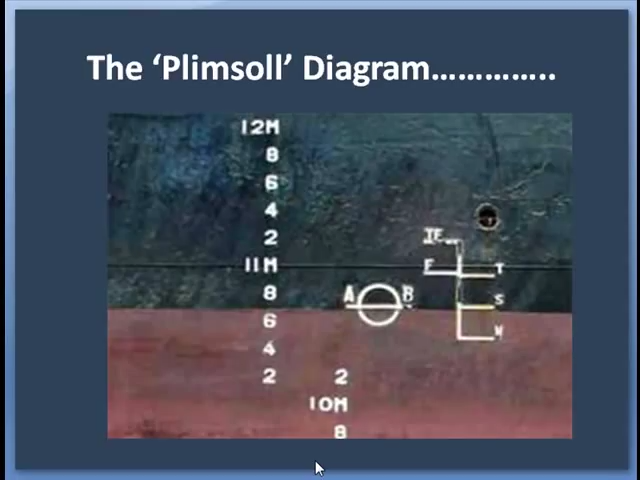 The ‘Plimsoll’ Diagram…………..
12M
8
6
4
2
TF
11M
F
T
8
A
B
S
6
W
4
2
2
10M
8